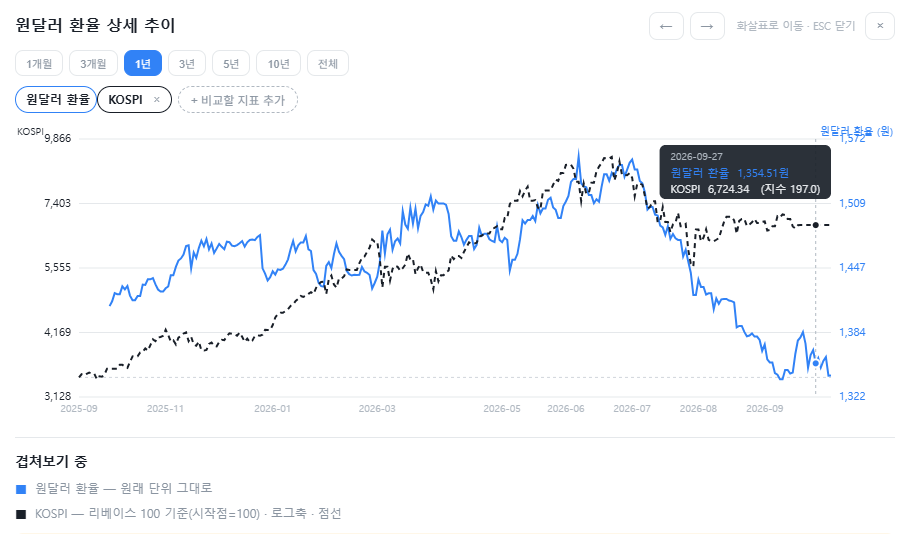 원달러 환율 상세 추이
← → 화살표로 이동 · ESC 닫기 ×
1개월 3개월 1년 3년 5년 10년 전체
원달러 환율 KOSPI × + 비교할 지표 추가
KOSPI 원달러 환율 (원)
9,866 1,572
2026-09-27
원달러 환율 1,354.51원
KOSPI 6,724.34 (지수 197.0)
7,403 1,509
5,555 1,447
4,169 1,384
3,128 1,322
2025-09 2025-11 2026-01 2026-03 2026-05 2026-06 2026-07 2026-08 2026-09
겹쳐보기 중
원달러 환율 — 원래 단위 그대로
KOSPI — 리베이스 100 기준(시작점=100) · 로그축 · 점선